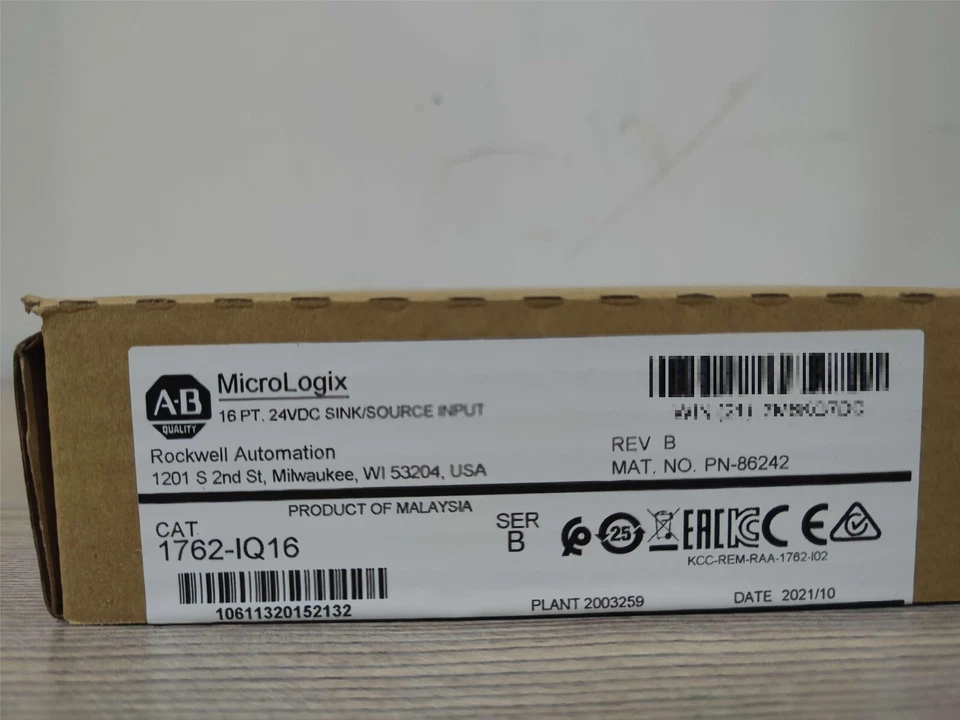 A-B
QUALITY
MicroLogix
16 PT. 24VDC SINK/SOURCE INPUT
Rockwell Automation
1201 S 2nd St, Milwaukee, WI 53204, USA
REV B
MAT. NO. PN-86242
PRODUCT OF MALAYSIA
CAT.
1762-IQ16
10611320152132
SER
B
25
EAC
KC
C
CE
KCC-REM-RAA-1762-I02
PLANT 2003259
DATE 2021/10